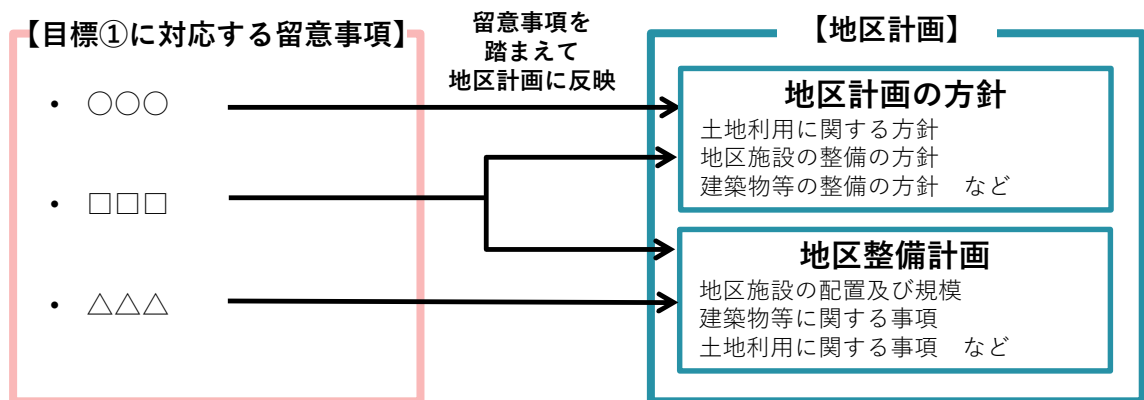 【目標①に対応する留意事項】
• ○○○
• □□□
• △△△
留意事項を
踏まえて
地区計画に反映
【地区計画】
地区計画の方針
土地利用に関する方針
地区施設の整備の方針
建築物等の整備の方針　など
地区整備計画
地区施設の配置及び規模
建築物等に関する事項
土地利用に関する事項　など